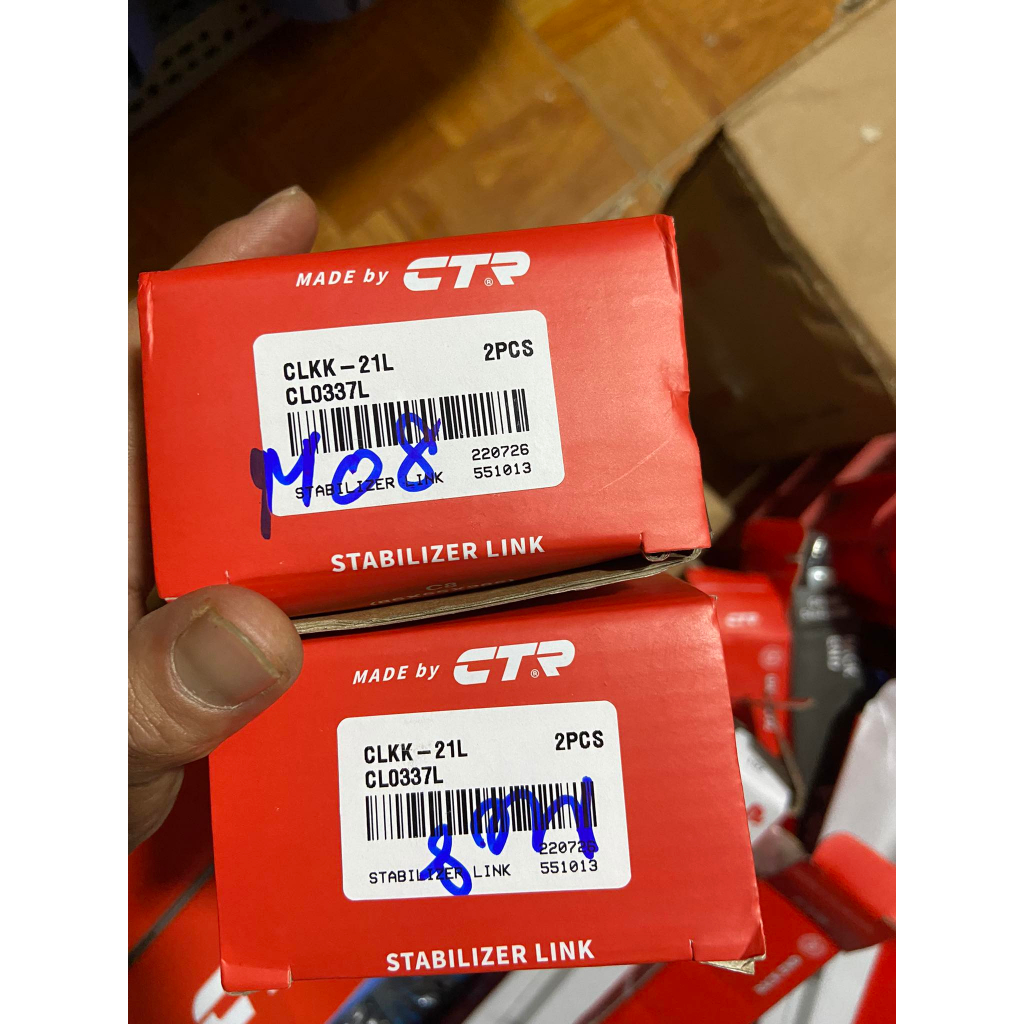 MADE by CTR®
CLKK-21L 2PCS
CL0337L
M08
220726
STABILIZER LINK 551013
STABILIZER LINK
MADE by CTR®
CLKK-21L 2PCS
CL0337L
220726
STABILIZER LINK 551013
STABILIZER LINK